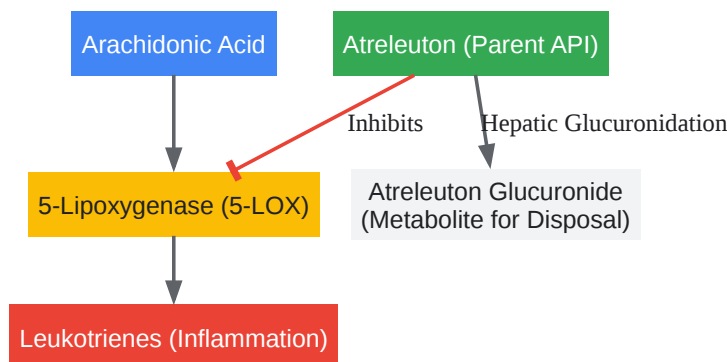 Arachidonic Acid
Atreleuton (Parent API)
Inhibits
Hepatic Glucuronidation
5-Lipoxygenase (5-LOX)
Atreleuton Glucuronide
(Metabolite for Disposal)
Leukotrienes (Inflammation)